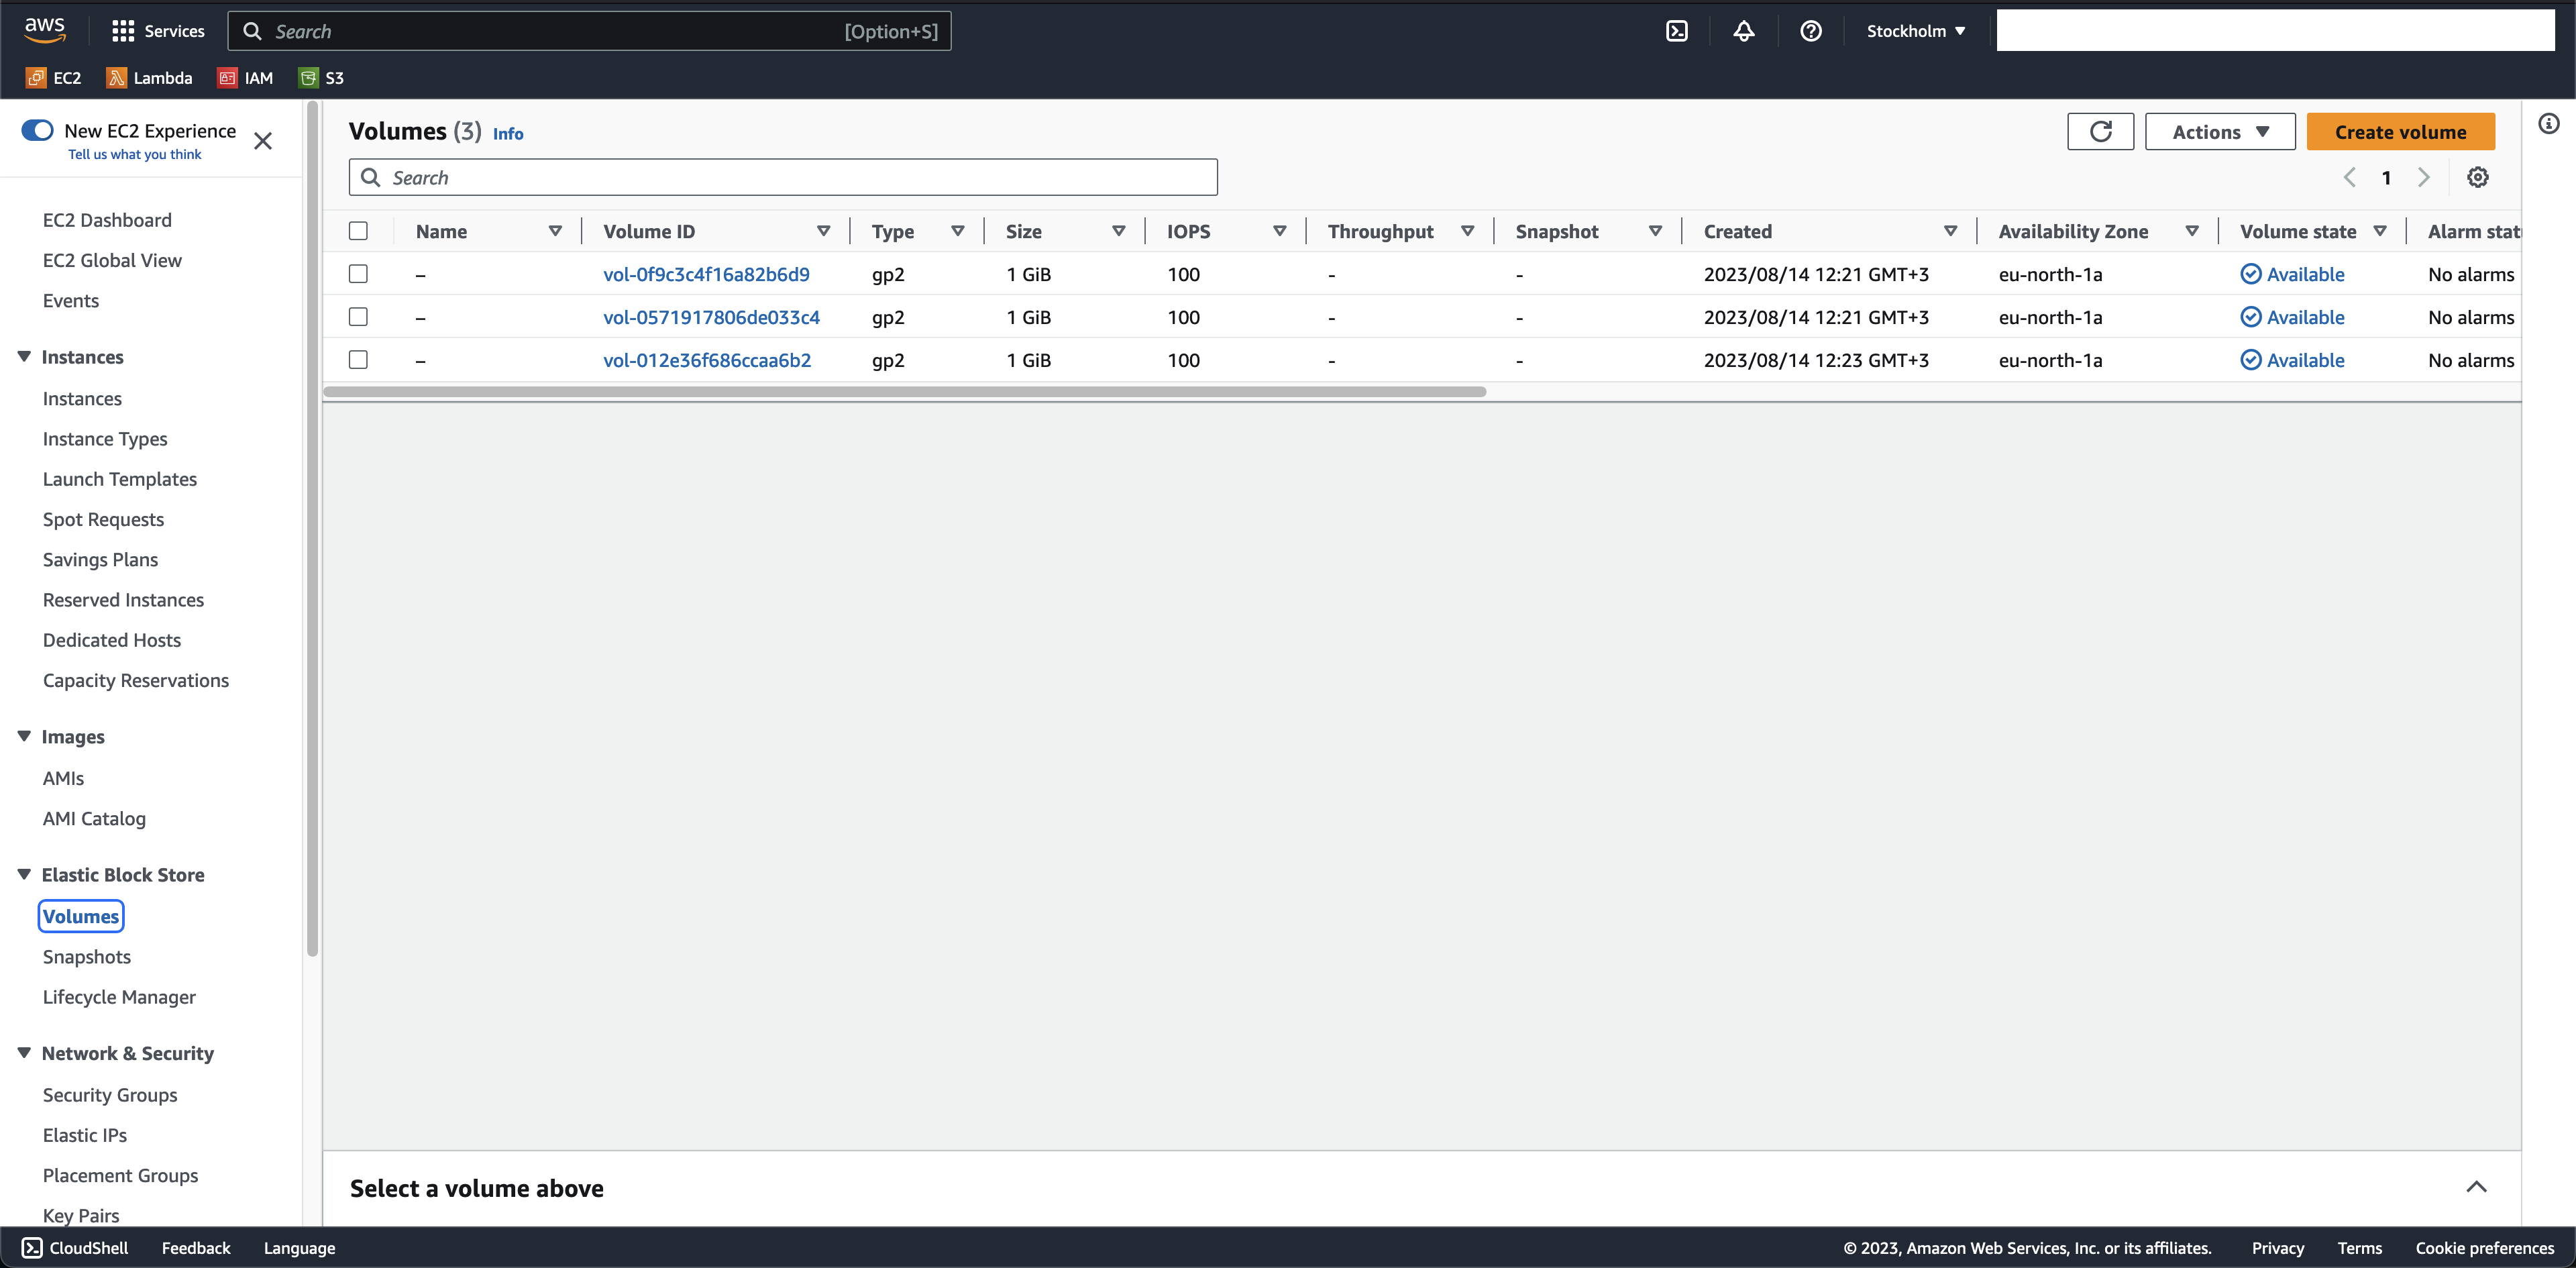 aws Services Search [Option+S] Stockholm
EC2 Lambda IAM S3
New EC2 Experience
Tell us what you think
EC2 Dashboard
EC2 Global View
Events
Instances
Instances
Instance Types
Launch Templates
Spot Requests
Savings Plans
Reserved Instances
Dedicated Hosts
Capacity Reservations
Images
AMIs
AMI Catalog
Elastic Block Store
Volumes
Snapshots
Lifecycle Manager
Network & Security
Security Groups
Elastic IPs
Placement Groups
Key Pairs
Volumes (3) Info
Actions Create volume
Search
1
Name Volume ID Type Size IOPS Throughput Snapshot Created Availability Zone Volume state Alarm stat
– vol-0f9c3c4f16a82b6d9 gp2 1 GiB 100 - - 2023/08/14 12:21 GMT+3 eu-north-1a Available No alarms
– vol-0571917806de033c4 gp2 1 GiB 100 - - 2023/08/14 12:21 GMT+3 eu-north-1a Available No alarms
– vol-012e36f686ccaa6b2 gp2 1 GiB 100 - - 2023/08/14 12:23 GMT+3 eu-north-1a Available No alarms
Select a volume above
CloudShell Feedback Language © 2023, Amazon Web Services, Inc. or its affiliates. Privacy Terms Cookie preferences